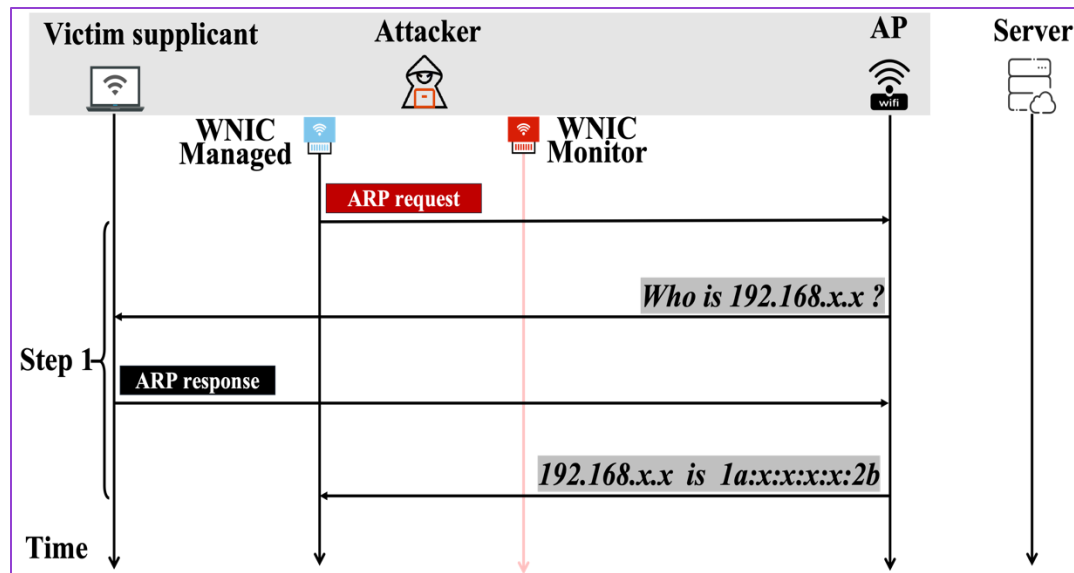 Victim supplicant
Attacker
AP
Server
wifi
WNIC
Managed
WNIC
Monitor
ARP request
Who is 192.168.x.x ?
Step 1
ARP response
192.168.x.x is 1a:x:x:x:x:2b
Time